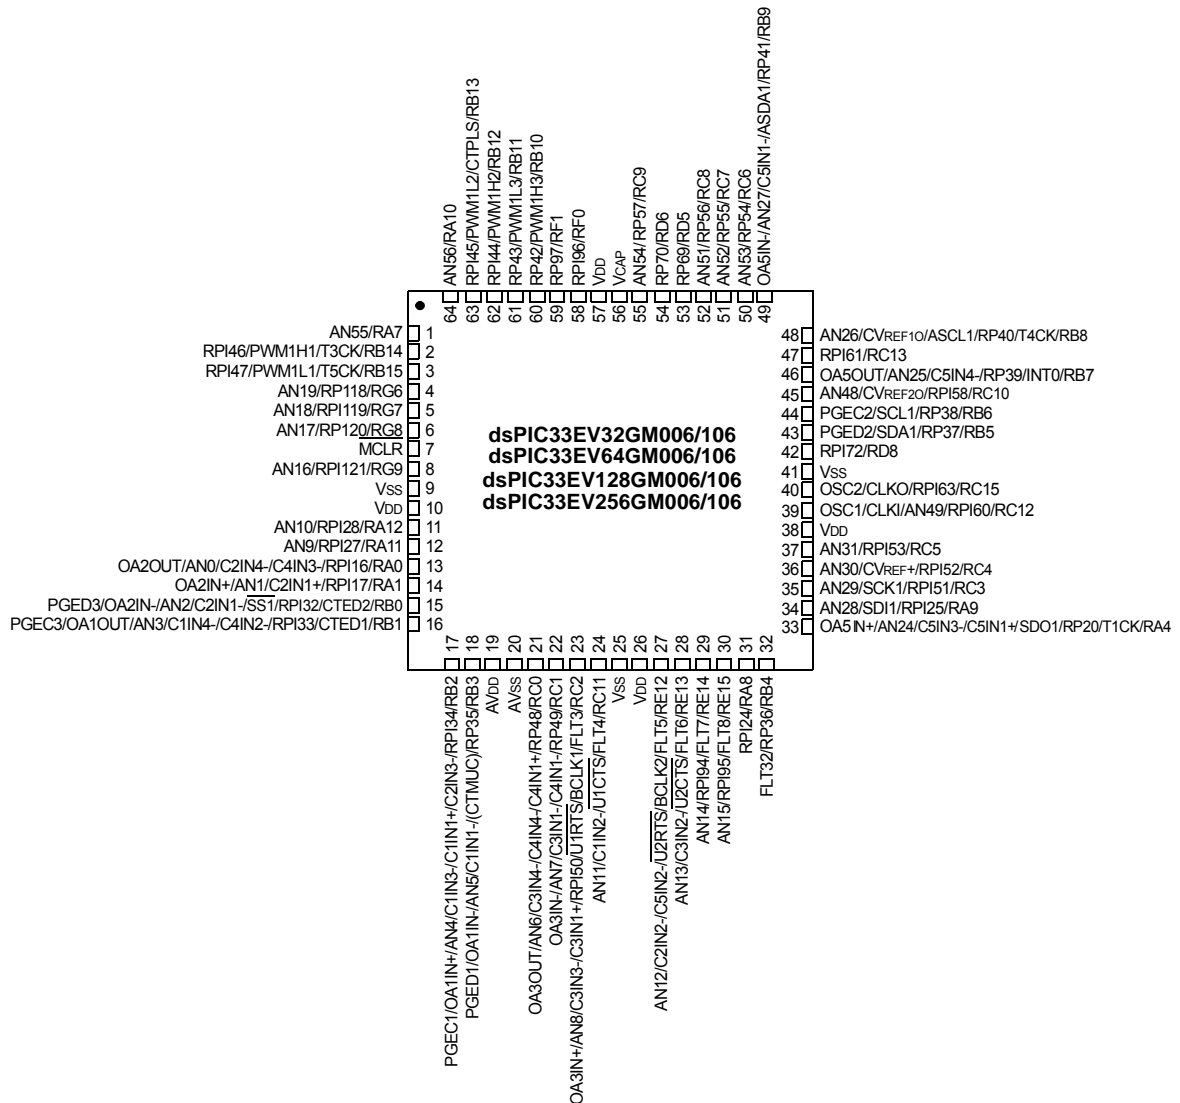 64 AN56/RA10
63 RPI45/PWM1L2/CTPLS/RB13
62 RPI44/PWM1H2/RB12
61 RP43/PWM1L3/RB11
60 RP42/PWM1H3/RB10
59 RP97/RF1
58 RPI96/RF0
57 VDD
56 VCAP
55 AN54/RP57/RC9
54 RP70/RD6
53 RP69/RD5
52 AN51/RP56/RC8
51 AN52/RP55/RC7
50 AN53/RP54/RC6
49 OA5IN-/AN27/C5IN1-/ASDA1/RP41/RB9
AN55/RA7 1
RPI46/PWM1H1/T3CK/RB14 2
RPI47/PWM1L1/T5CK/RB15 3
AN19/RP118/RG6 4
AN18/RPI119/RG7 5
AN17/RP120/RG8 6
MCLR 7
AN16/RPI121/RG9 8
VSS 9
VDD 10
AN10/RPI28/RA12 11
AN9/RPI27/RA11 12
OA2OUT/AN0/C2IN4-/C4IN3-/RPI16/RA0 13
OA2IN+/AN1/C2IN1+/RPI17/RA1 14
PGED3/OA2IN-/AN2/C2IN1-/SS1/RPI32/CTED2/RB0 15
PGEC3/OA1OUT/AN3/C1IN4-/C4IN2-/RPI33/CTED1/RB1 16
dsPIC33EV32GM006/106
dsPIC33EV64GM006/106
dsPIC33EV128GM006/106
dsPIC33EV256GM006/106
48 AN26/CVREF1O/ASCL1/RP40/T4CK/RB8
47 RPI61/RC13
46 OA5OUT/AN25/C5IN4-/RP39/INT0/RB7
45 AN48/CVREF2O/RPI58/RC10
44 PGEC2/SCL1/RP38/RB6
43 PGED2/SDA1/RP37/RB5
42 RPI72/RD8
41 VSS
40 OSC2/CLKO/RPI63/RC15
39 OSC1/CLKI/AN49/RPI60/RC12
38 VDD
37 AN31/RPI53/RC5
36 AN30/CVREF+/RPI52/RC4
35 AN29/SCK1/RPI51/RC3
34 AN28/SDI1/RPI25/RA9
33 OA5IN+/AN24/C5IN3-/C5IN1+/SDO1/RP20/T1CK/RA4
17 PGEC1/OA1IN+/AN4/C1IN3-/C1IN1+/C2IN3-/RPI34/RB2
18 PGED1/OA1IN-/AN5/C1IN1-/(CTMUC)/RP35/RB3
19 AVDD
20 AVSS
21 OA3OUT/AN6/C3IN4-/C4IN4-/C4IN1+/RP48/RC0
22 OA3IN-/AN7/C3IN1-/C4IN1-/RP49/RC1
23 OA3IN+/AN8/C3IN3-/C3IN1+/RPI50/U1RTS/BCLK1/FLT3/RC2
24 AN11/C1IN2-/U1CTS/FLT4/RC11
25 VSS
26 VDD
27 AN12/C2IN2-/C5IN2-/U2RTS/BCLK2/FLT5/RE12
28 AN13/C3IN2-/U2CTS/FLT6/RE13
29 AN14/RPI94/FLT7/RE14
30 AN15/RPI95/FLT8/RE15
31 RPI24/RA8
32 FLT32/RP36/RB4